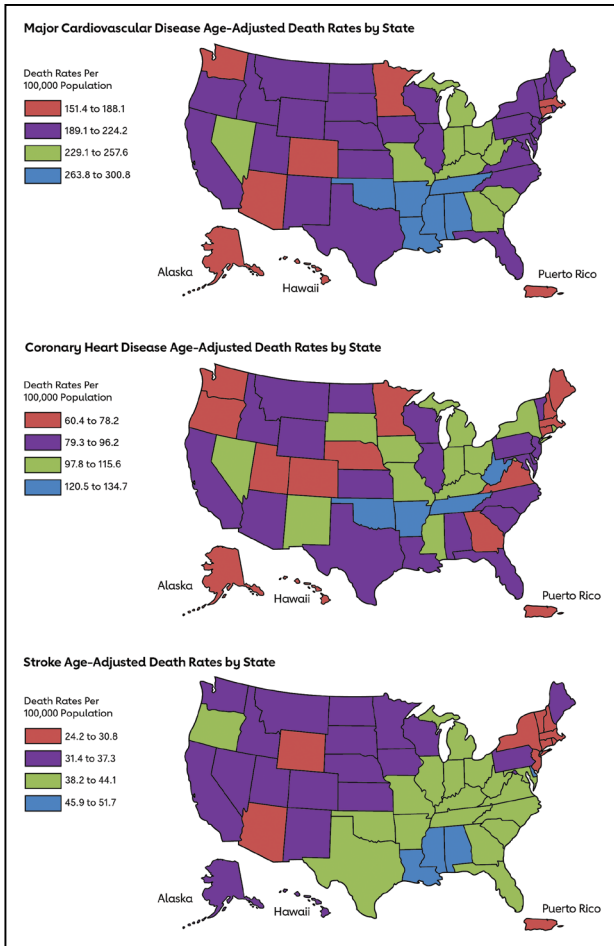 Major Cardiovascular Disease Age-Adjusted Death Rates by State
Death Rates Per
100,000 Population
151.4 to 188.1
189.1 to 224.2
229.1 to 257.6
263.8 to 300.8
Alaska
Hawaii
Puerto Rico
Coronary Heart Disease Age-Adjusted Death Rates by State
Death Rates Per
100,000 Population
60.4 to 78.2
79.3 to 96.2
97.8 to 115.6
120.5 to 134.7
Alaska
Hawaii
Puerto Rico
Stroke Age-Adjusted Death Rates by State
Death Rates Per
100,000 Population
24.2 to 30.8
31.4 to 37.3
38.2 to 44.1
45.9 to 51.7
Alaska
Hawaii
Puerto Rico